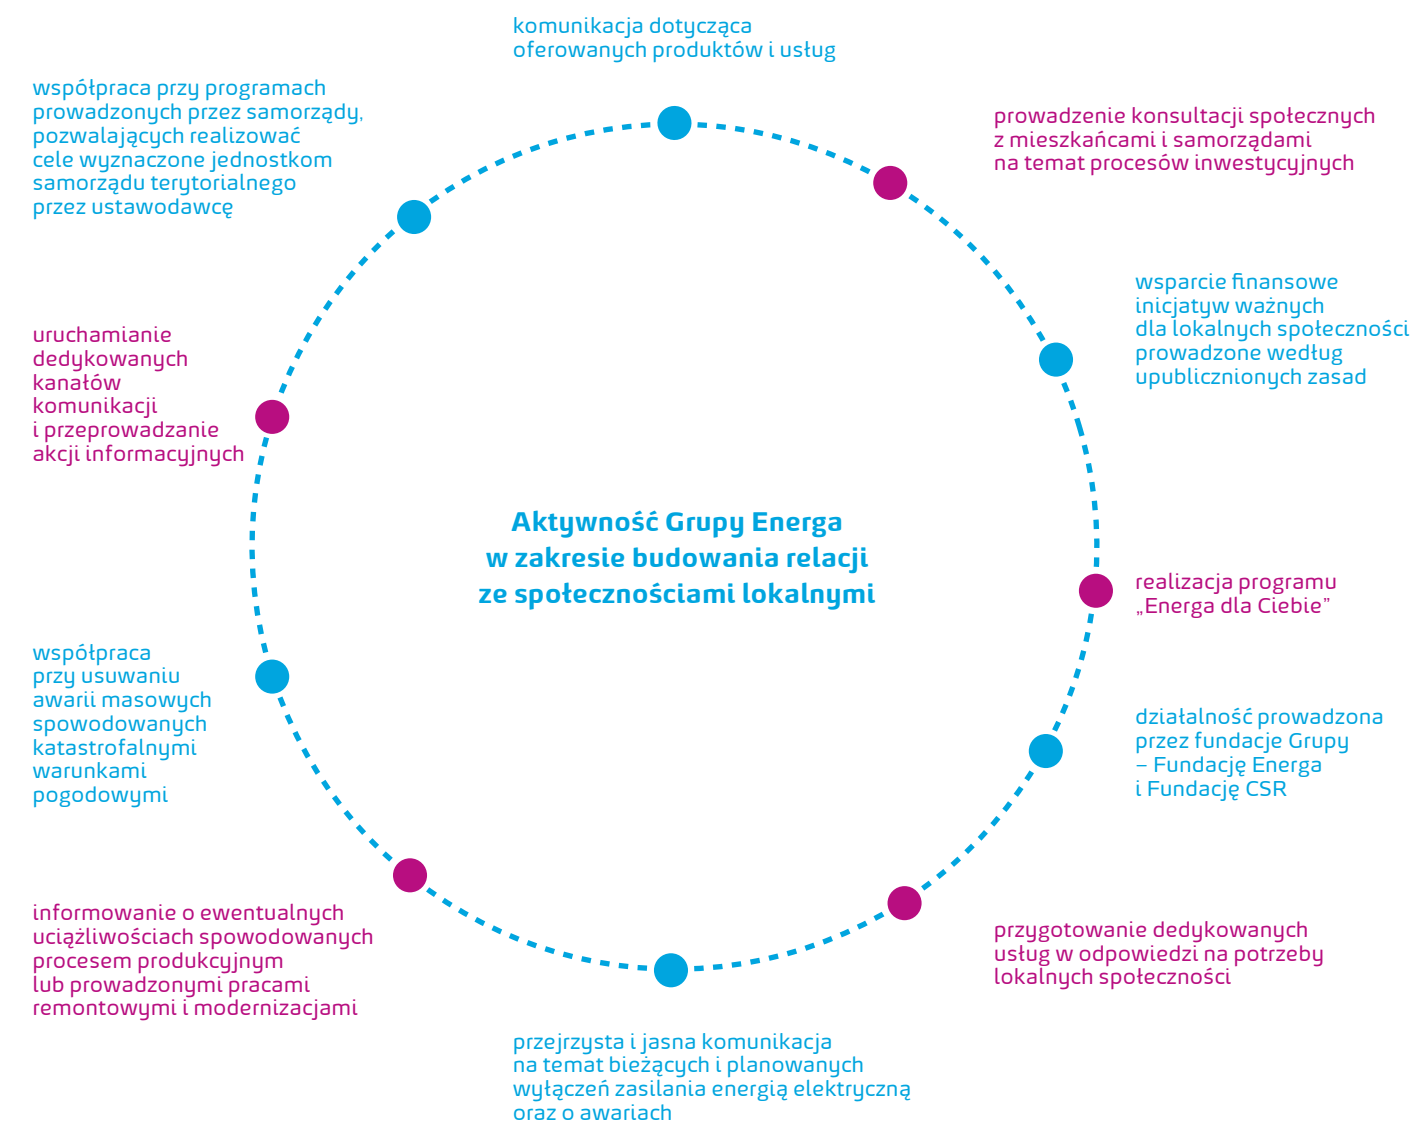 komunikacja dotycząca
oferowanych produktów i usług
prowadzenie konsultacji społecznych
z mieszkańcami i samorządami
na temat procesów inwestycyjnych
wsparcie finansowe
inicjatyw ważnych
dla lokalnych społeczności
prowadzone według
upublicznionych zasad
realizacja programu
„Energa dla Ciebie”
działalność prowadzona
przez fundacje Grupy
– Fundację Energa
i Fundację CSR
przygotowanie dedykowanych
usług w odpowiedzi na potrzeby
lokalnych społeczności
przejrzysta i jasna komunikacja
na temat bieżących i planowanych
wyłączeń zasilania energią elektryczną
oraz o awariach
informowanie o ewentualnych
uciążliwościach spowodowanych
procesem produkcyjnym
lub prowadzonymi pracami
remontowymi i modernizacjami
współpraca
przy usuwaniu
awarii masowych
spowodowanych
katastrofalnymi
warunkami
pogodowymi
uruchamianie
dedykowanych
kanałów
komunikacji
i przeprowadzanie
akcji informacyjnych
współpraca przy programach
prowadzonych przez samorządy,
pozwalających realizować
cele wyznaczone jednostkom
samorządu terytorialnego
przez ustawodawcę
Aktywność Grupy Energa
w zakresie budowania relacji
ze społecznościami lokalnymi